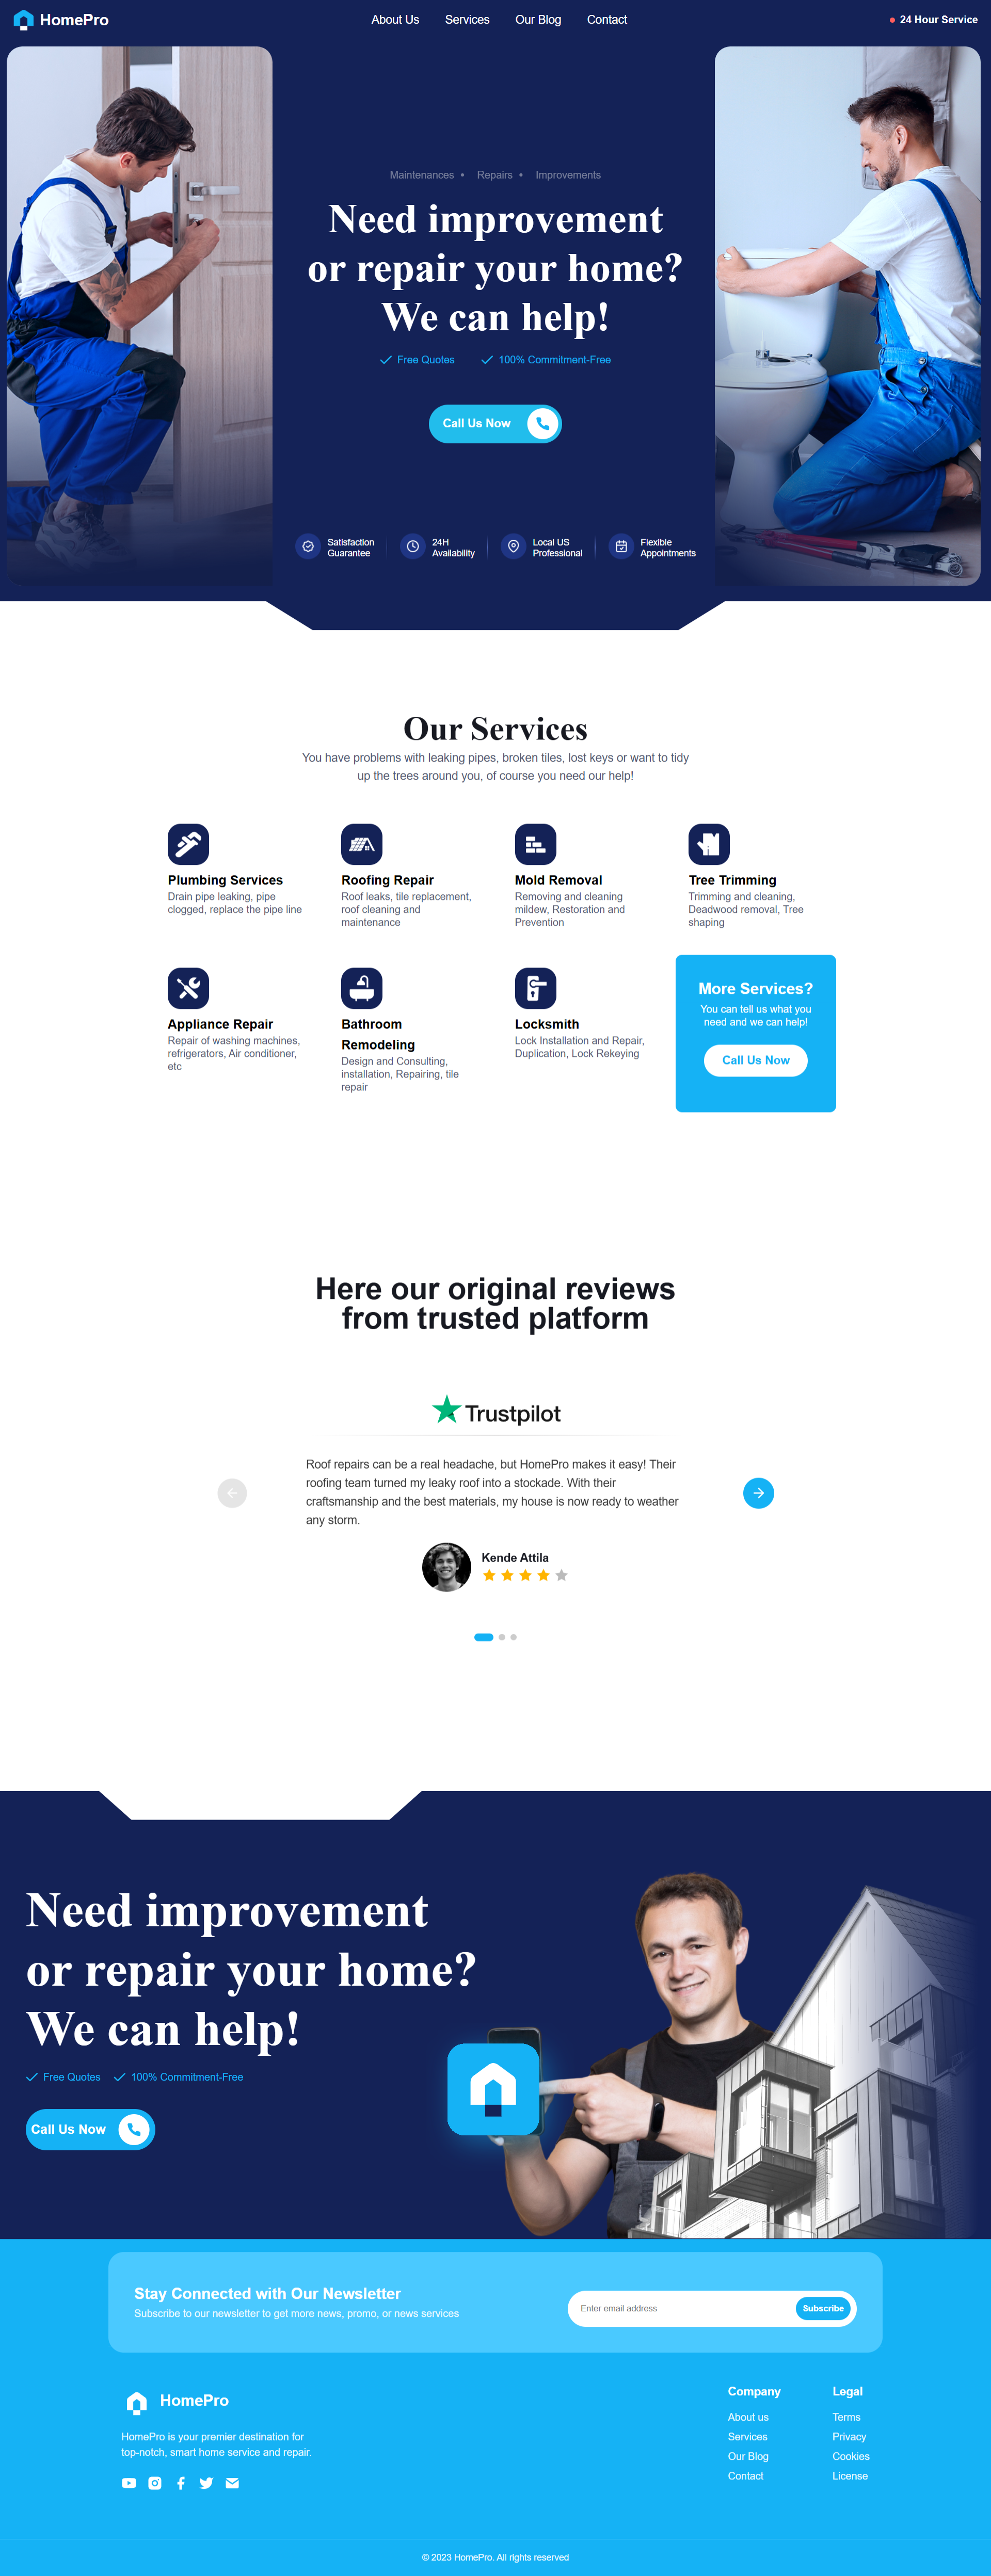 HomePro
About Us
Services
Our Blog
Contact
24 Hour Service
Maintenances • Repairs • Improvements
Need improvement
or repair your home?
We can help!
Free Quotes
100% Commitment-Free
Call Us Now
Satisfaction
Guarantee
24H
Availability
Local US
Professional
Flexible
Appointments
Our Services
You have problems with leaking pipes, broken tiles, lost keys or want to tidy
up the trees around you, of course you need our help!
Plumbing Services
Drain pipe leaking, pipe
clogged, replace the pipe line
Roofing Repair
Roof leaks, tile replacement,
roof cleaning and
maintenance
Mold Removal
Removing and cleaning
mildew, Restoration and
Prevention
Tree Trimming
Trimming and cleaning,
Deadwood removal, Tree
shaping
Appliance Repair
Repair of washing machines,
refrigerators, Air conditioner,
etc
Bathroom
Remodeling
Design and Consulting,
installation, Repairing, tile
repair
Locksmith
Lock Installation and Repair,
Duplication, Lock Rekeying
More Services?
You can tell us what you
need and we can help!
Call Us Now
Here our original reviews
from trusted platform
Trustpilot
Roof repairs can be a real headache, but HomePro makes it easy! Their
roofing team turned my leaky roof into a stockade. With their
craftsmanship and the best materials, my house is now ready to weather
any storm.
Kende Attila
Need improvement
or repair your home?
We can help!
Free Quotes
100% Commitment-Free
Call Us Now
Stay Connected with Our Newsletter
Subscribe to our newsletter to get more news, promo, or news services
Enter email address
Subscribe
HomePro
HomePro is your premier destination for
top-notch, smart home service and repair.
Company
About us
Services
Our Blog
Contact
Legal
Terms
Privacy
Cookies
License
© 2023 HomePro. All rights reserved